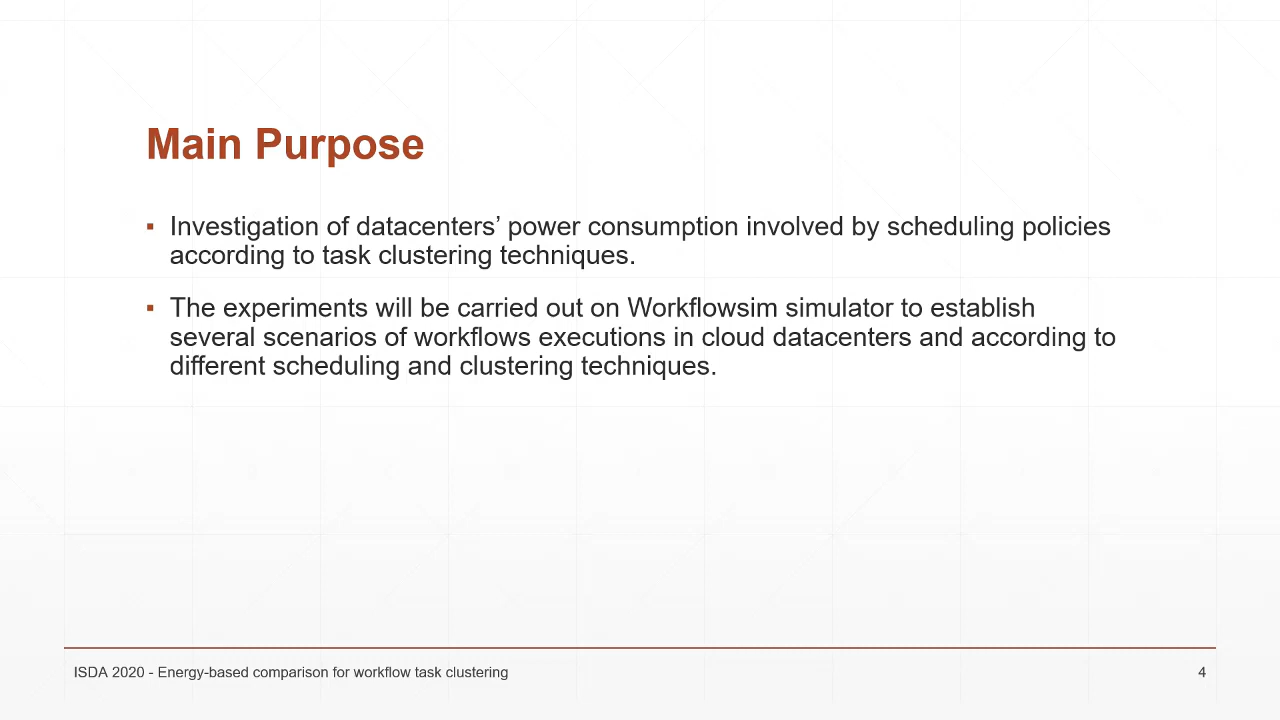 Main Purpose
▪ Investigation of datacenters’ power consumption involved by scheduling policies
according to task clustering techniques.
▪ The experiments will be carried out on Workflowsim simulator to establish
several scenarios of workflows executions in cloud datacenters and according to
different scheduling and clustering techniques.
ISDA 2020 - Energy-based comparison for workflow task clustering
4